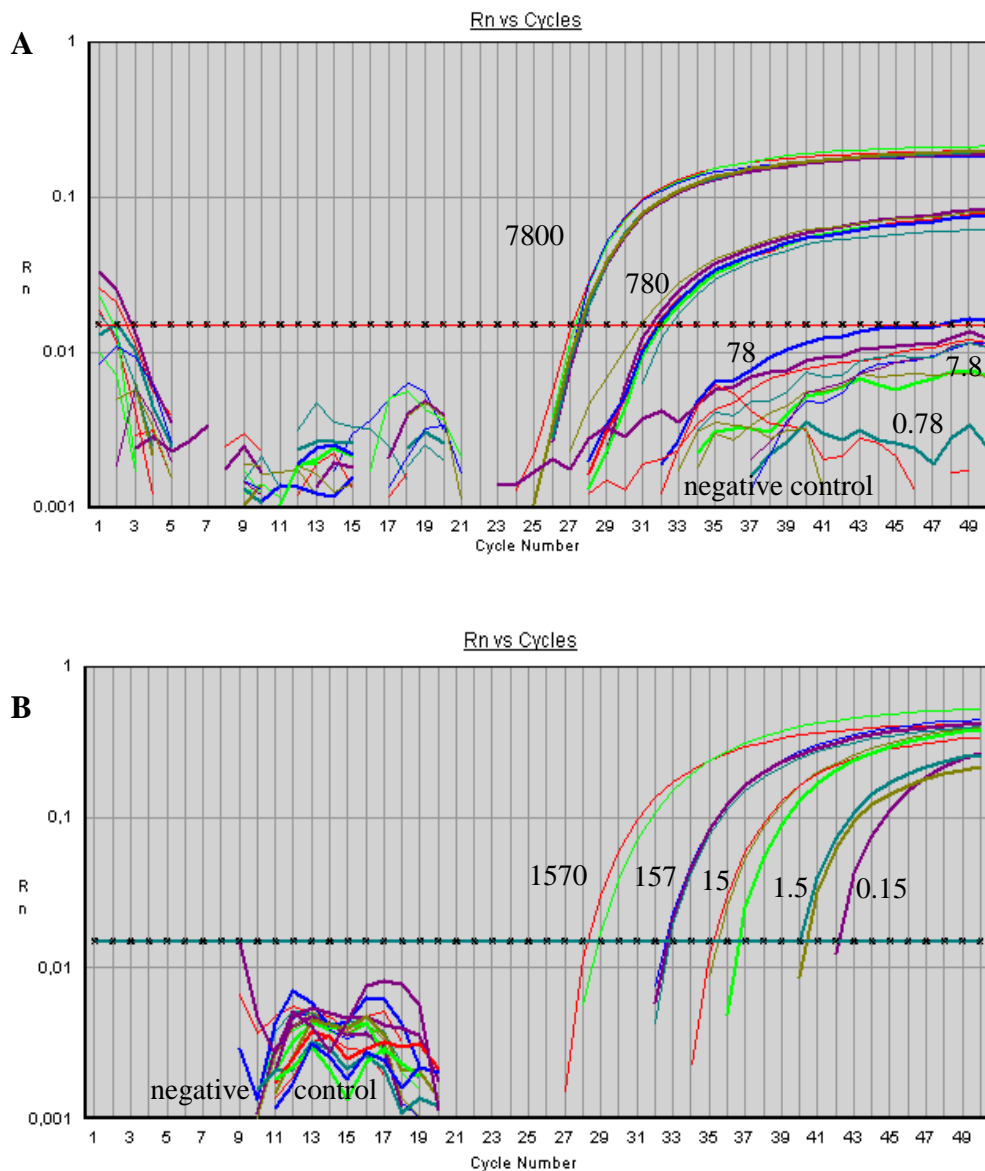 Rn vs Cycles
A
1
0.1
R
n
0.01
0.001
7800
780
78
7.8
0.78
negative control
1 3 5 7 9 11 13 15 17 19 21 23 25 27 29 31 33 35 37 39 41 43 45 47 49
Cycle Number
Rn vs Cycles
B
1
0.1
R
n
0,01
0,001
1570
157
15
1.5
0.15
negative control
1 3 5 7 9 11 13 15 17 19 21 23 25 27 29 31 33 35 37 39 41 43 45 47 49
Cycle Number